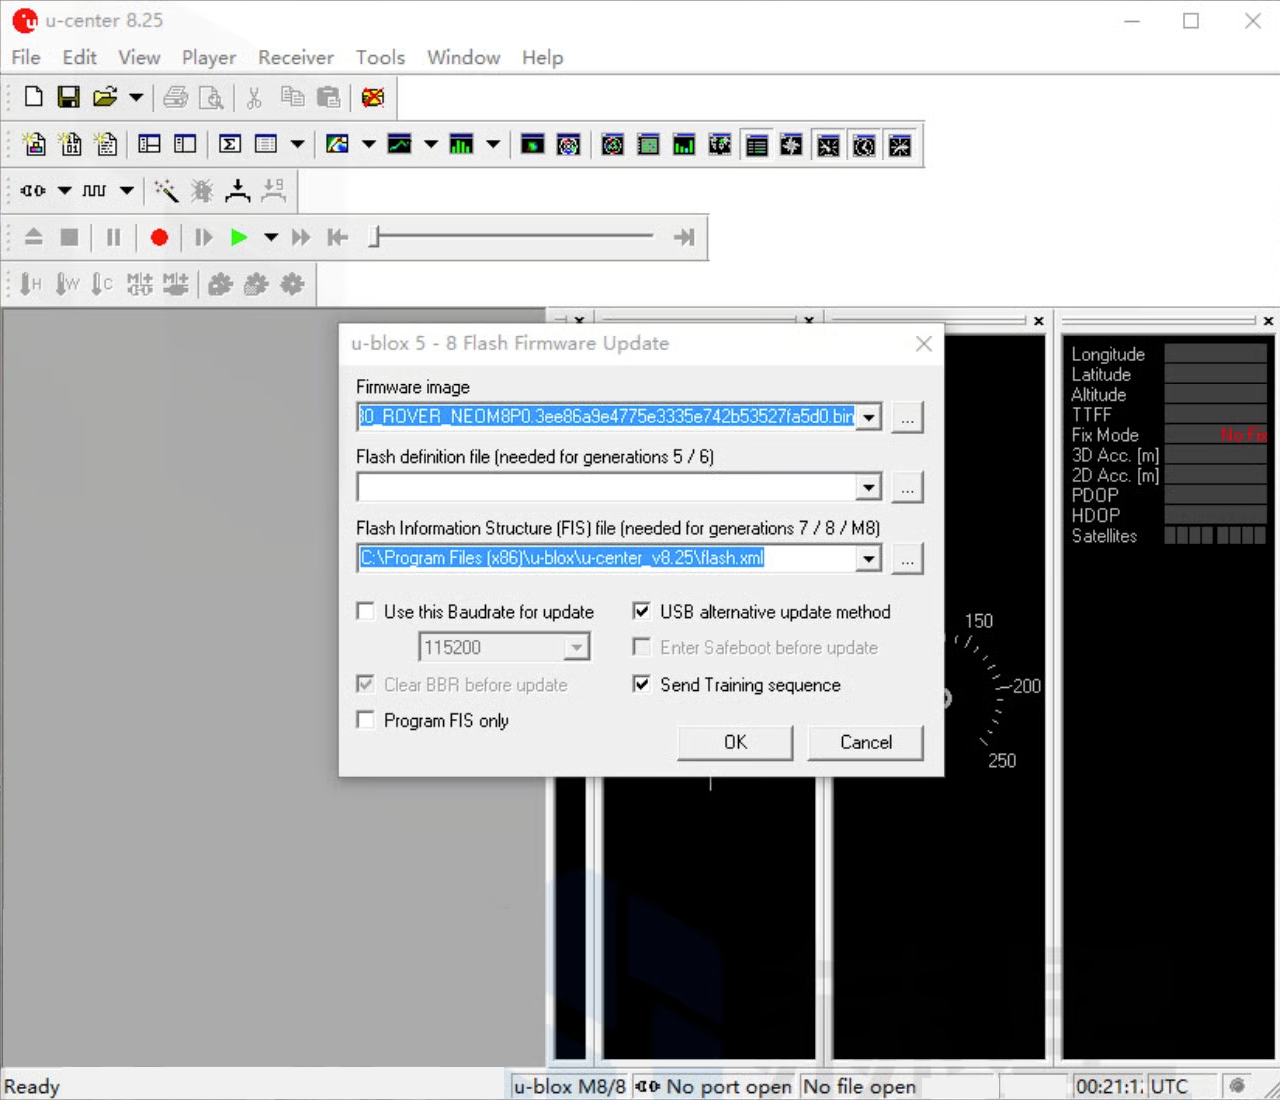 u-center 8.25
File Edit View Player Receiver Tools Window Help
u-blox 5 - 8 Flash Firmware Update
Firmware image
30_ROVER_NEOM8P0.3ee86a9e4775e3335e742b53527fa5d0.bin
...
Flash definition file (needed for generations 5 / 6)
...
Flash Information Structure (FIS) file (needed for generations 7 / 8 / M8)
C:\Program Files (x86)\u-blox\u-center_v8.25\flash.xml
...
Use this Baudrate for update
USB alternative update method
115200
Enter Safeboot before update
Clear BBR before update
Send Training sequence
Program FIS only
OK
Cancel
Longitude
Latitude
Altitude
TTFF
Fix Mode No Fix
3D Acc. [m]
2D Acc. [m]
PDOP
HDOP
Satellites
150
200
250
Ready
u-blox M8/8
No port open
No file open
00:21:1
UTC